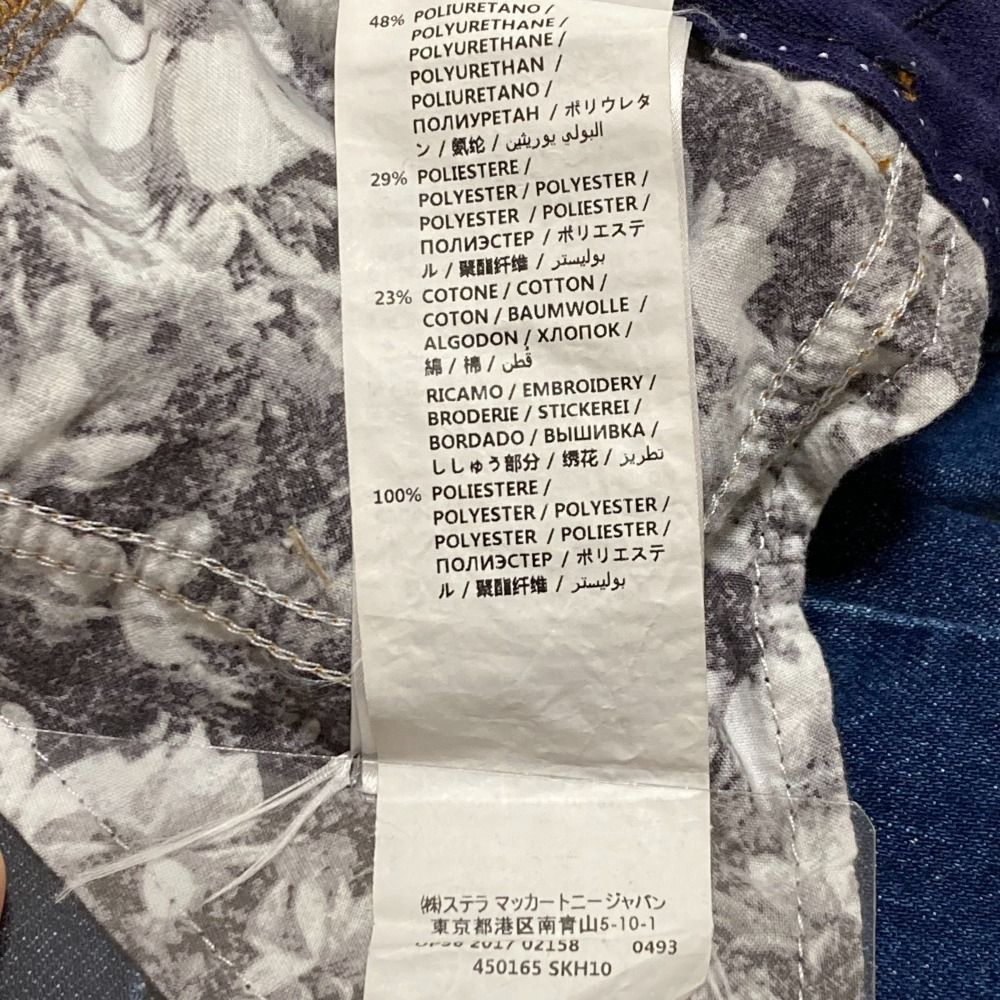 48% POLIURETANO /
POLYURETHANE /
POLYURETHANE /
POLYURETHAN /
POLIURETANO /
ПОЛИУРЕТАН / ポリウレタ
ン / 氨纶 / البولي يوريثين
29% POLIESTERE /
POLYESTER / POLYESTER /
POLYESTER / POLIESTER /
ПОЛИЭСТЕР / ポリエステ
ル / 聚酯纤维 / بوليستر
23% COTONE / COTTON /
COTON / BAUMWOLLE /
ALGODON / ХЛОПОК /
綿 / 棉 / قُطن
RICAMO / EMBROIDERY /
BRODERIE / STICKEREI /
BORDADO / ВЫШИВКА /
ししゅう部分 / 绣花 / تطريز
100% POLIESTERE /
POLYESTER / POLYESTER /
POLYESTER / POLIESTER /
ПОЛИЭСТЕР / ポリエステ
ル / 聚酯纤维 / بوليستر
㈱ステラ マッカートニージャパン
東京都港区南青山5-10-1
2017 02158 0493
450165 SKH10